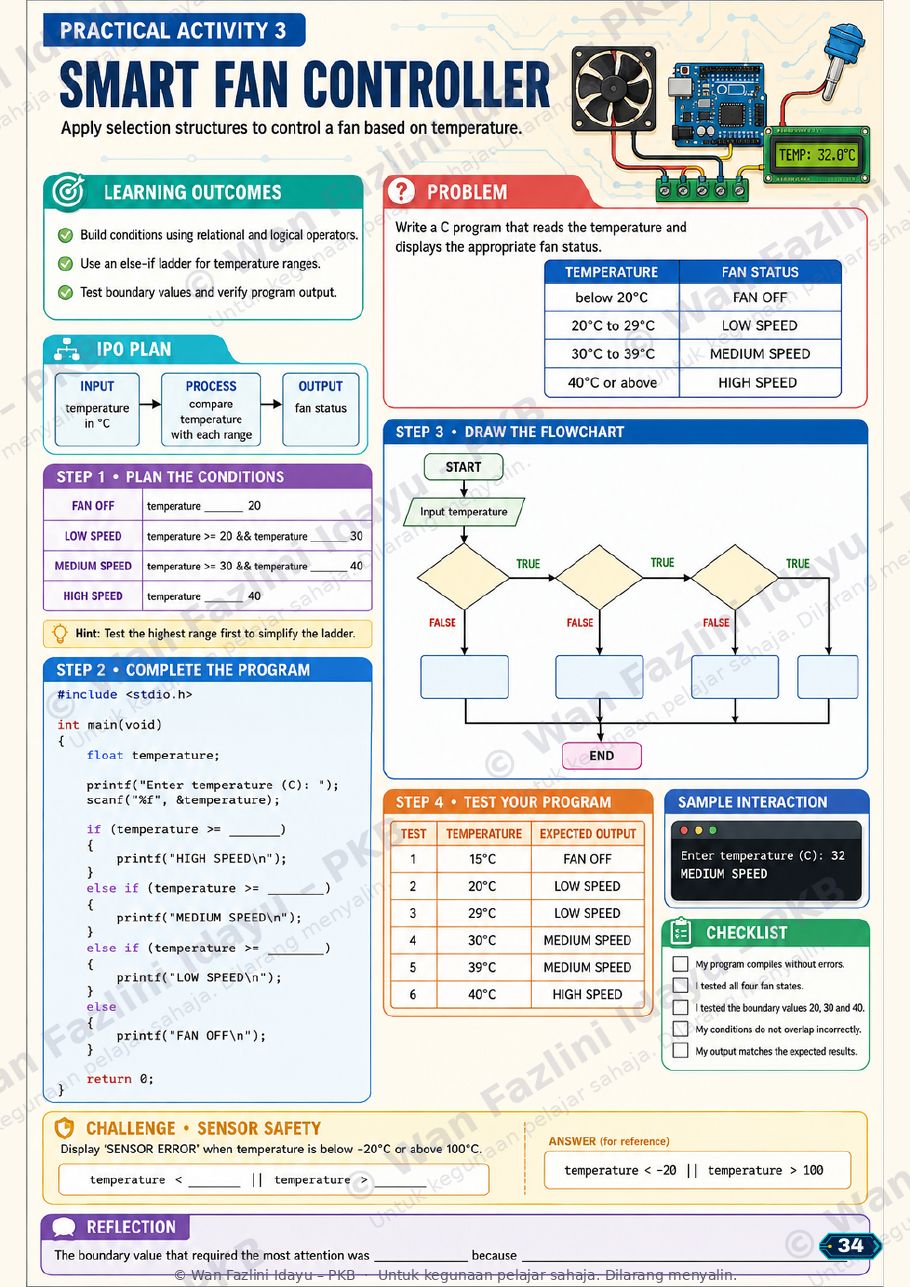 PRACTICAL ACTIVITY 3
SMART FAN CONTROLLER
Apply selection structures to control a fan based on temperature.
TEMP: 32.0°C
LEARNING OUTCOMES
Build conditions using relational and logical operators.
Use an else-if ladder for temperature ranges.
Test boundary values and verify program output.
PROBLEM
Write a C program that reads the temperature and
displays the appropriate fan status.
TEMPERATURE FAN STATUS
below 20°C FAN OFF
20°C to 29°C LOW SPEED
30°C to 39°C MEDIUM SPEED
40°C or above HIGH SPEED
IPO PLAN
INPUT PROCESS OUTPUT
temperature in °C
compare temperature with each range
fan status
STEP 1 • PLAN THE CONDITIONS
FAN OFF temperature ______ 20
LOW SPEED temperature >= 20 && temperature ______ 30
MEDIUM SPEED temperature >= 30 && temperature ______ 40
HIGH SPEED temperature ______ 40
Hint: Test the highest range first to simplify the ladder.
STEP 2 • COMPLETE THE PROGRAM
#include <stdio.h>
int main(void)
{
float temperature;
printf("Enter temperature (C): ");
scanf("%f", &temperature);
if (temperature >= _______)
{
printf("HIGH SPEED\n");
}
else if (temperature >= ________)
{
printf("MEDIUM SPEED\n");
}
else if (temperature >= ________)
{
printf("LOW SPEED\n");
}
else
{
printf("FAN OFF\n");
}
return 0;
}
STEP 3 • DRAW THE FLOWCHART
START
Input temperature
TRUE TRUE TRUE
FALSE FALSE FALSE
END
STEP 4 • TEST YOUR PROGRAM
TEST TEMPERATURE EXPECTED OUTPUT
1 15°C FAN OFF
2 20°C LOW SPEED
3 29°C LOW SPEED
4 30°C MEDIUM SPEED
5 39°C MEDIUM SPEED
6 40°C HIGH SPEED
SAMPLE INTERACTION
Enter temperature (C): 32
MEDIUM SPEED
CHECKLIST
My program compiles without errors.
I tested all four fan states.
I tested the boundary values 20, 30 and 40.
My conditions do not overlap incorrectly.
My output matches the expected results.
CHALLENGE • SENSOR SAFETY
Display 'SENSOR ERROR' when temperature is below -20°C or above 100°C.
temperature < _______ || temperature > _______
ANSWER (for reference)
temperature < -20 || temperature > 100
REFLECTION
The boundary value that required the most attention was ______________ because ______________
34
© Wan Fazlini Idayu – PKB · Untuk kegunaan pelajar sahaja. Dilarang menyalin.